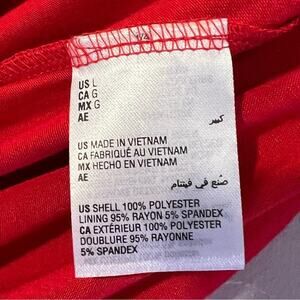 US L
CA G
MX G
AE كبير
US MADE IN VIETNAM
CA FABRIQUÉ AU VIETNAM
MX HECHO EN VIETNAM
AE صُنع في فيتنام
US SHELL 100% POLYESTER
LINING 95% RAYON 5% SPANDEX
CA EXTÉRIEUR 100% POLYESTER
DOUBLURE 95% RAYONNE
5% SPANDEX